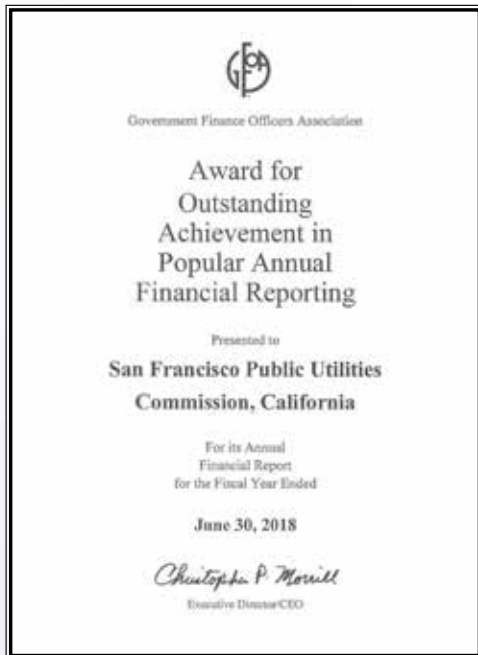 GFOA
Government Finance Officers Association
Award for
Outstanding
Achievement in
Popular Annual
Financial Reporting
Presented to
San Francisco Public Utilities
Commission, California
For its Annual
Financial Report
for the Fiscal Year Ended
June 30, 2018
Christopher P. Morrill
Executive Director/CEO